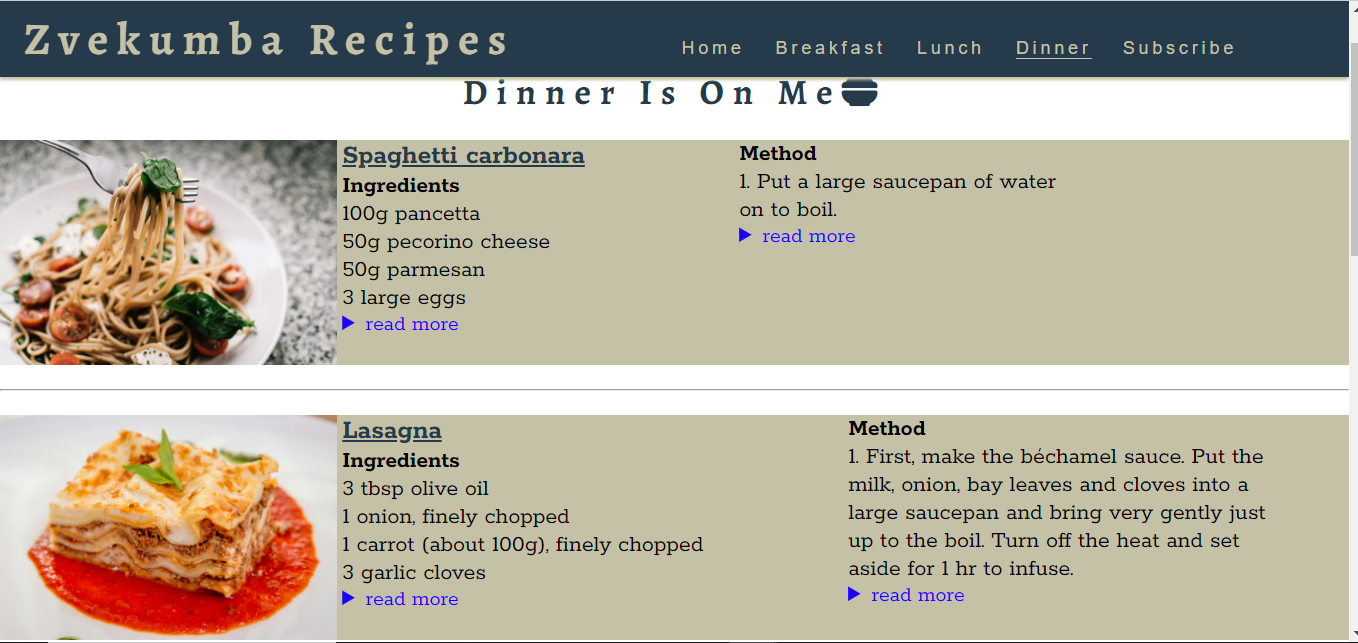 Zvekumba Recipes
Home Breakfast Lunch Dinner Subscribe
Dinner Is On Me
Spaghetti carbonara
Ingredients
100g pancetta
50g pecorino cheese
50g parmesan
3 large eggs
read more
Method
1. Put a large saucepan of water
on to boil.
read more
Lasagna
Ingredients
3 tbsp olive oil
1 onion, finely chopped
1 carrot (about 100g), finely chopped
3 garlic cloves
read more
Method
1. First, make the béchamel sauce. Put the
milk, onion, bay leaves and cloves into a
large saucepan and bring very gently just
up to the boil. Turn off the heat and set
aside for 1 hr to infuse.
read more